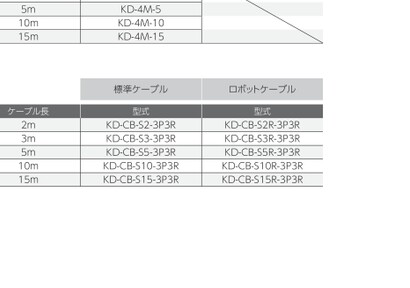 5m KD-4M-5
10m KD-4M-10
15m KD-4M-15
標準ケーブル ロボットケーブル
ケーブル長 型式 型式
2m KD-CB-S2-3P3R KD-CB-S2R-3P3R
3m KD-CB-S3-3P3R KD-CB-S3R-3P3R
5m KD-CB-S5-3P3R KD-CB-S5R-3P3R
10m KD-CB-S10-3P3R KD-CB-S10R-3P3R
15m KD-CB-S15-3P3R KD-CB-S15R-3P3R